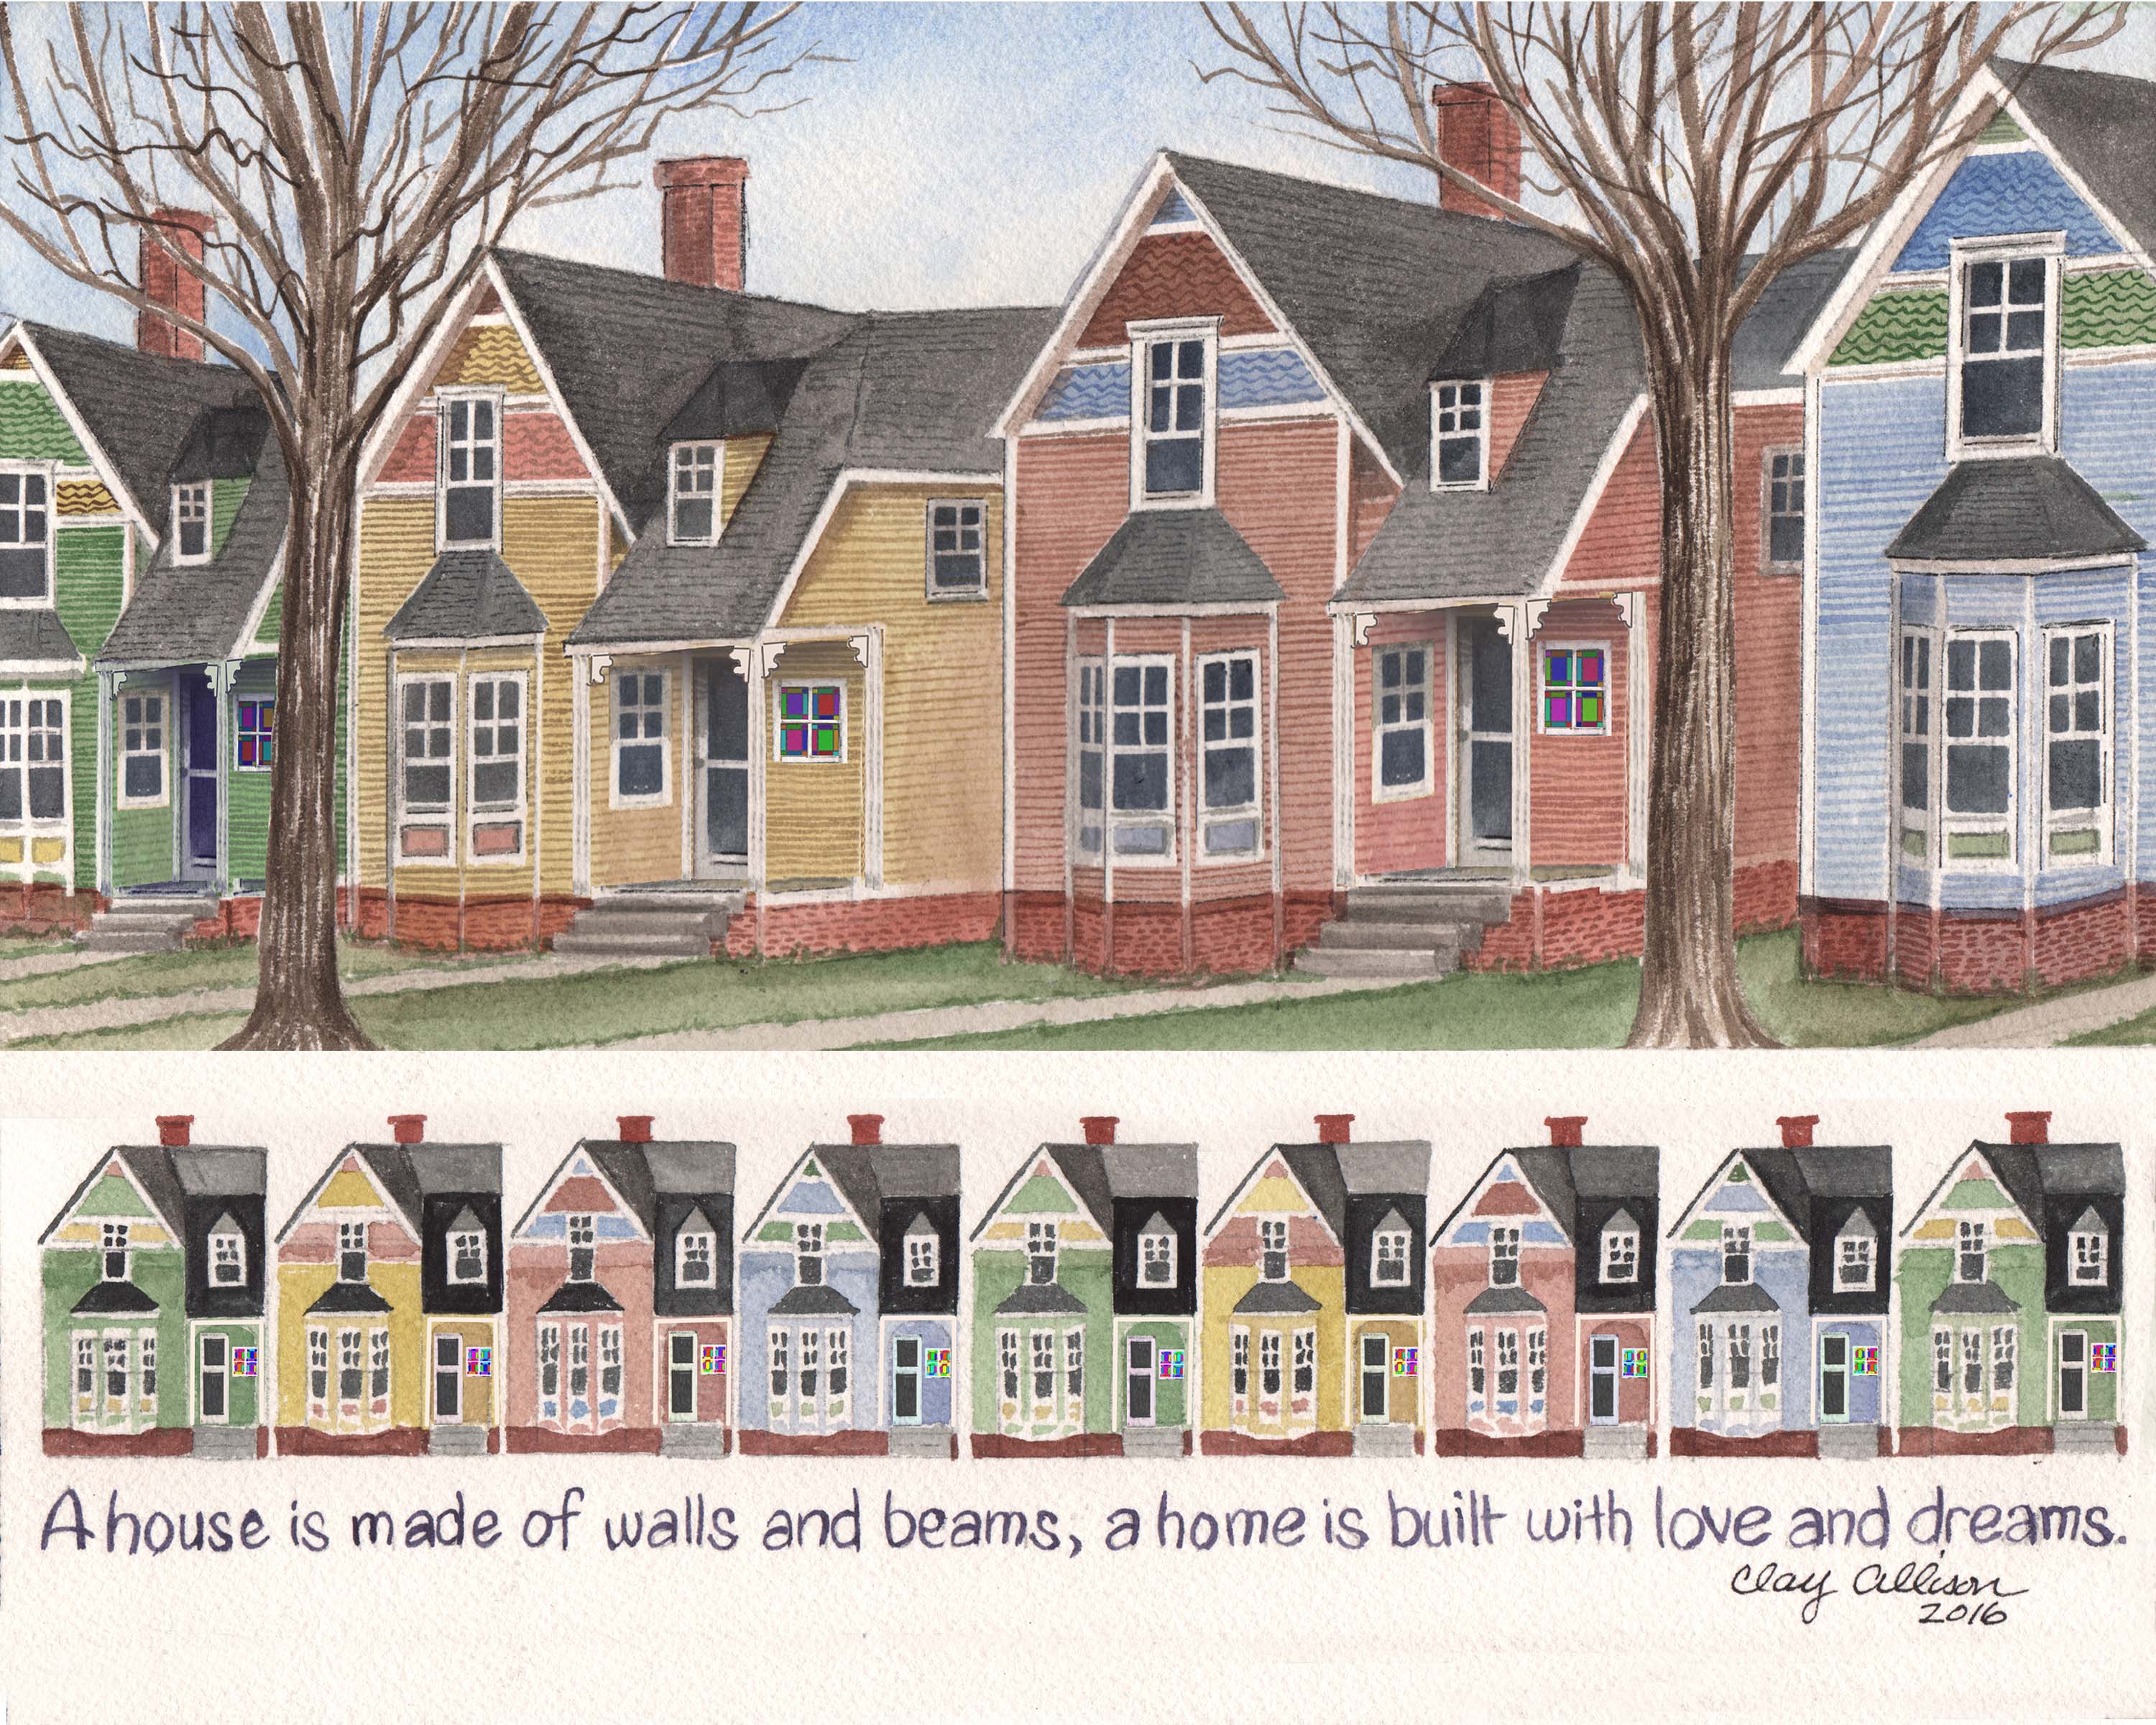 A house is made of walls and beams, a home is built with love and dreams.
Clay Allison
2016